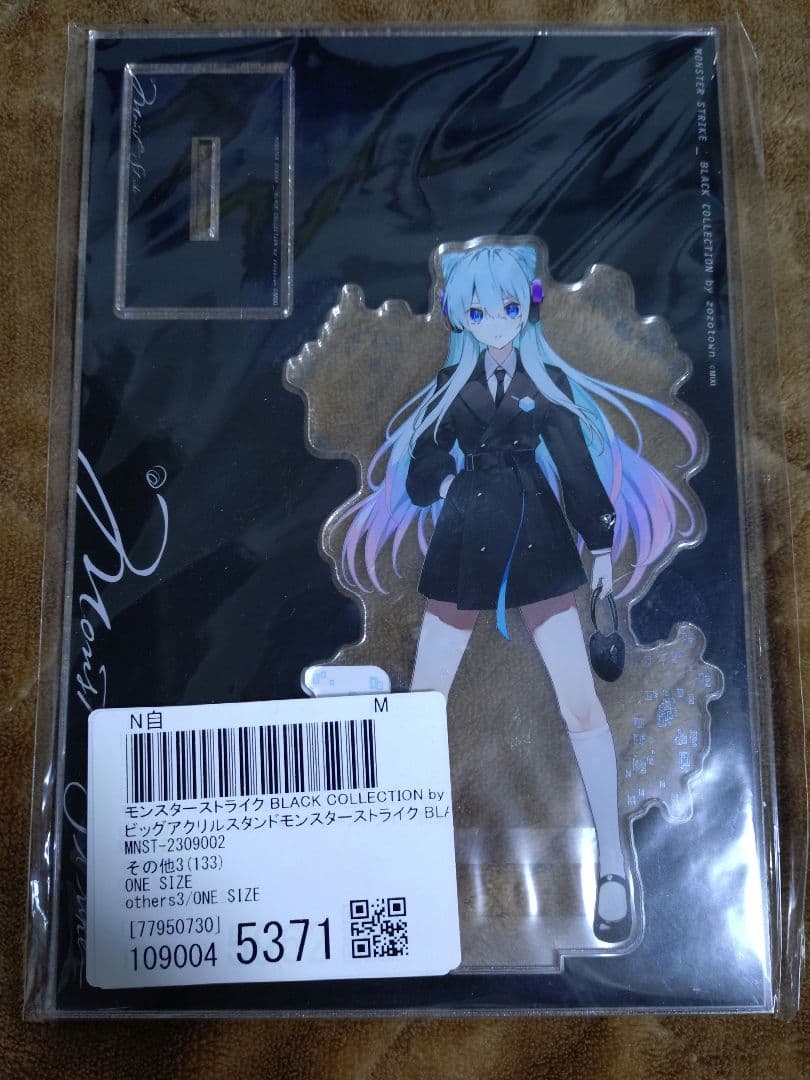 MONSTER STRIKE _ BLACK COLLECTION by zozotown ©MIXI
N自 M
モンスターストライク BLACK COLLECTION by
ビッグアクリルスタンドモンスターストライク BLA
MNST-2309002
その他3(133)
ONE SIZE
others3/ONE SIZE
[77950730]
109004 5371